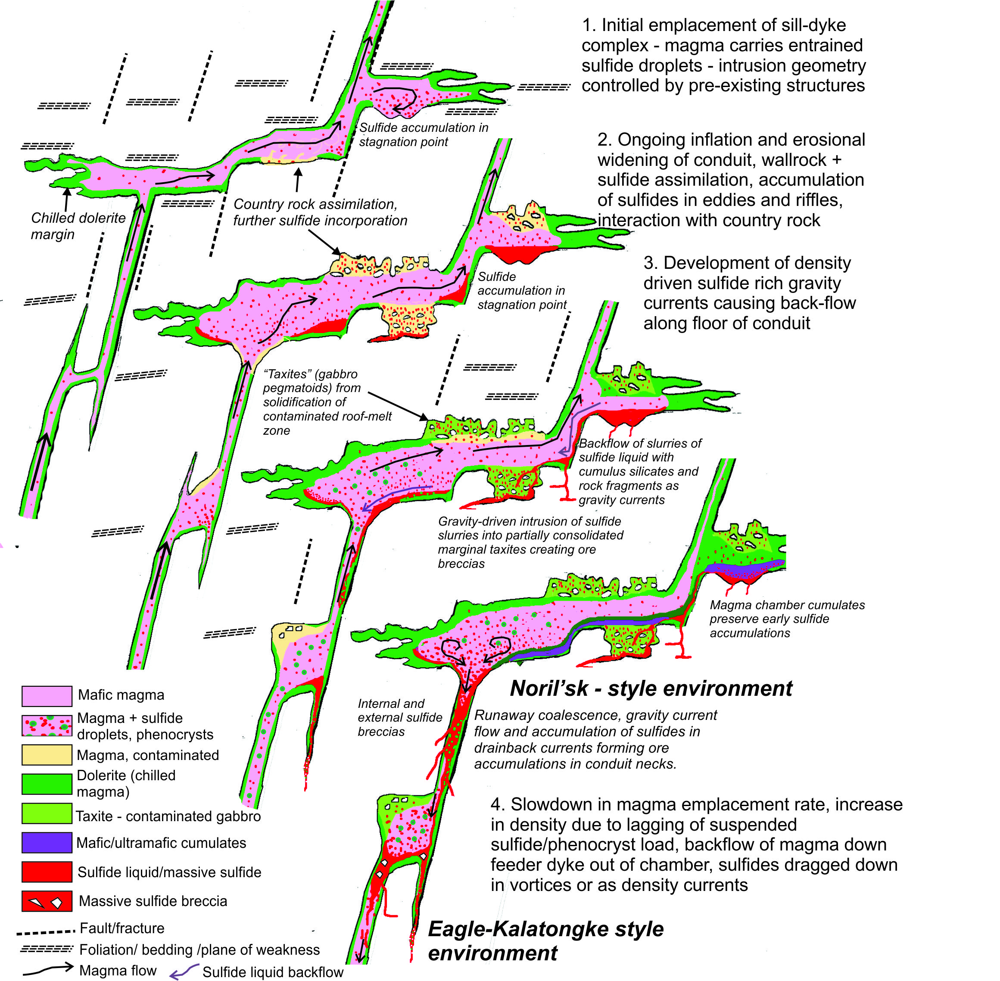 1. Initial emplacement of sill-dyke
complex - magma carries entrained
sulfide droplets - intrusion geometry
controlled by pre-existing structures
Sulfide accumulation in
stagnation point
2. Ongoing inflation and erosional
widening of conduit, wallrock +
sulfide assimilation, accumulation
of sulfides in eddies and riffles,
interaction with country rock
Chilled dolerite
margin
Country rock assimilation,
further sulfide incorporation
3. Development of density
driven sulfide rich gravity
currents causing back-flow
along floor of conduit
Sulfide
accumulation in
stagnation point
“Taxites” (gabbro
pegmatoids) from
solidification of
contaminated roof-melt
zone
Backflow of slurries of
sulfide liquid with
cumulus silicates and
rock fragments as
gravity currents
Gravity-driven intrusion of sulfide
slurries into partially consolidated
marginal taxites creating ore
breccias
Magma chamber cumulates
preserve early sulfide
accumulations
Noril’sk - style environment
Internal and
external sulfide
breccias
Runaway coalescence, gravity current
flow and accumulation of sulfides in
drainback currents forming ore
accumulations in conduit necks.
4. Slowdown in magma emplacement rate, increase
in density due to lagging of suspended
sulfide/phenocryst load, backflow of magma down
feeder dyke out of chamber, sulfides dragged down
in vortices or as density currents
Eagle-Kalatongke style
environment
Mafic magma
Magma + sulfide
droplets, phenocrysts
Magma, contaminated
Dolerite (chilled
magma)
Taxite - contaminated gabbro
Mafic/ultramafic cumulates
Sulfide liquid/massive sulfide
Massive sulfide breccia
Fault/fracture
Foliation/ bedding /plane of weakness
Magma flow
Sulfide liquid backflow